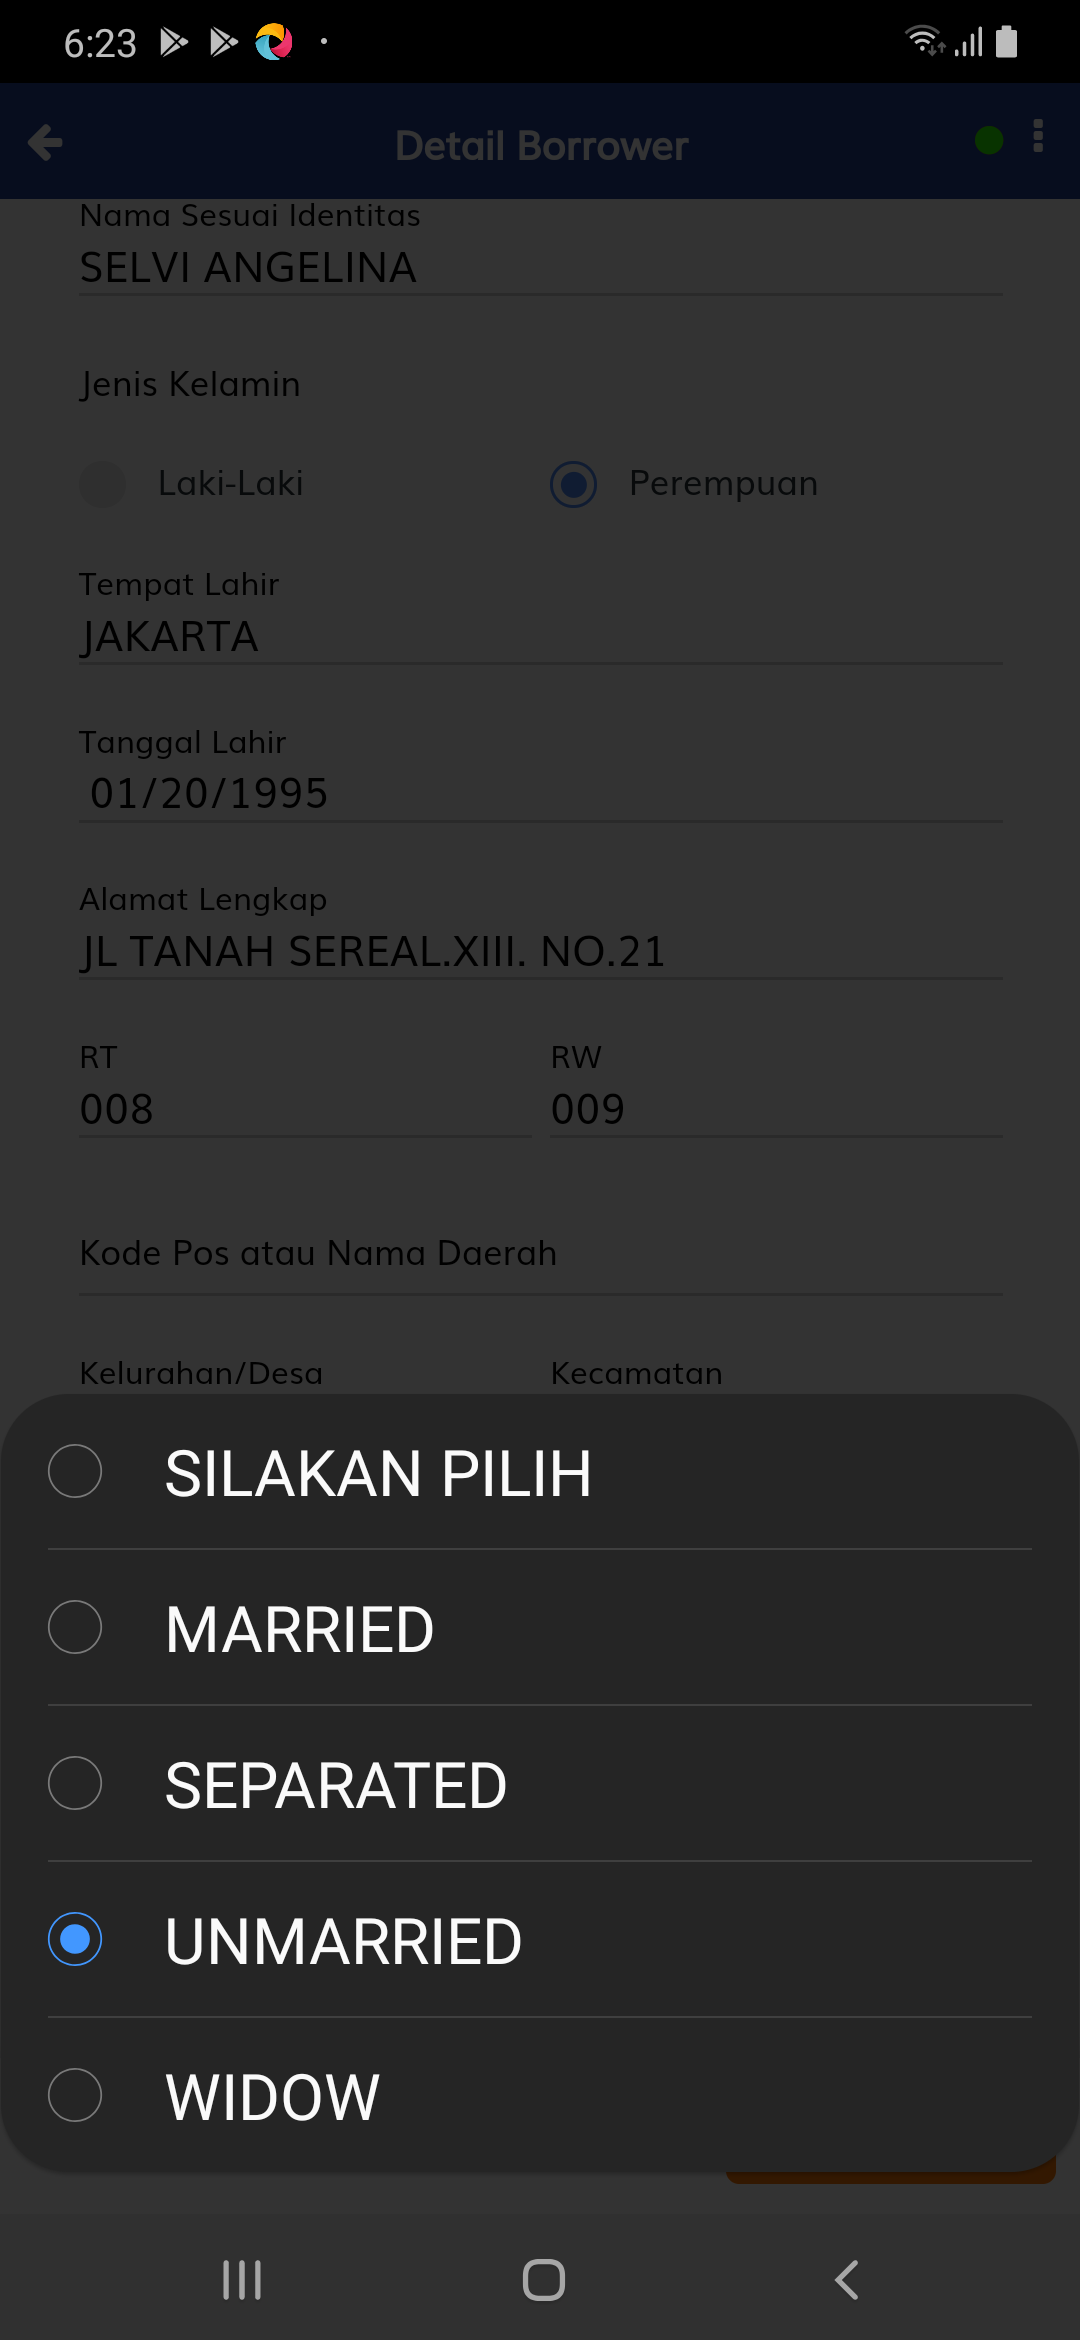 6:23
Detail Borrower
Nama Sesuai Identitas
SELVI ANGELINA
Jenis Kelamin
Laki-Laki Perempuan
Tempat Lahir
JAKARTA
Tanggal Lahir
01/20/1995
Alamat Lengkap
JL TANAH SEREAL.XIII. NO.21
RT RW
008 009
Kode Pos atau Nama Daerah
Kelurahan/Desa Kecamatan
SILAKAN PILIH
MARRIED
SEPARATED
UNMARRIED
WIDOW